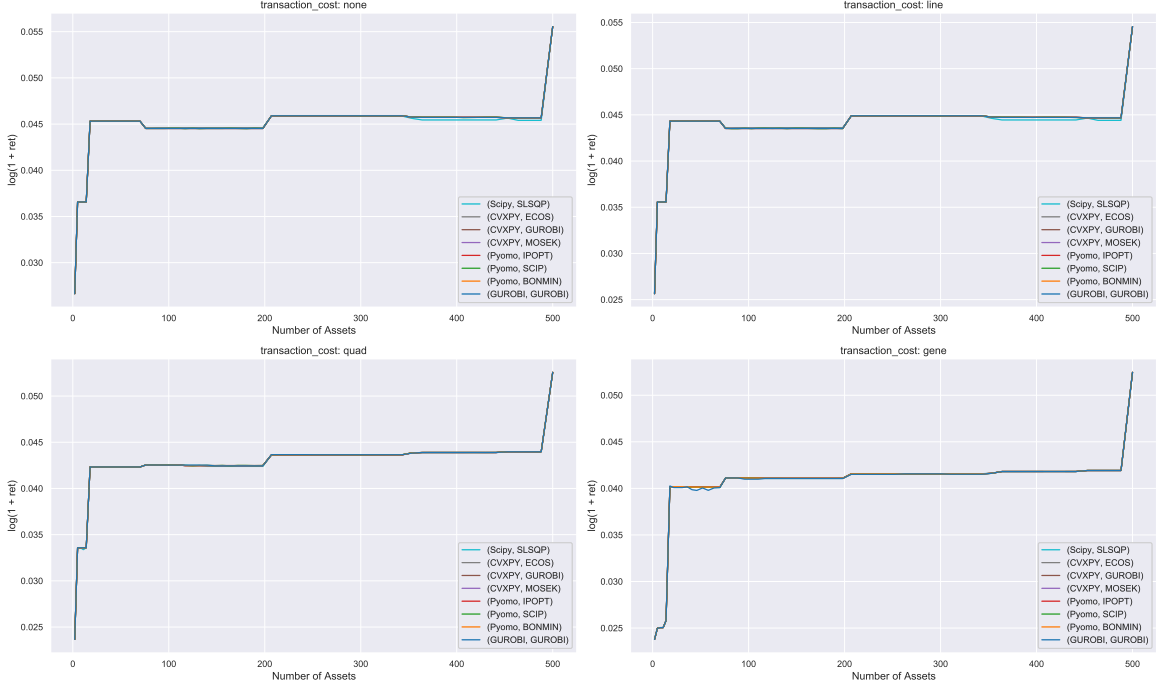 transaction_cost: none
0.055
0.050
0.045
0.040
0.035
0.030
log(1 + ret)
(Scipy, SLSQP)
(CVXPY, ECOS)
(CVXPY, GUROBI)
(CVXPY, MOSEK)
(Pyomo, IPOPT)
(Pyomo, SCIP)
(Pyomo, BONMIN)
(GUROBI, GUROBI)
0 100 200 300 400 500
Number of Assets
transaction_cost: line
0.055
0.050
0.045
0.040
0.035
0.030
0.025
log(1 + ret)
(Scipy, SLSQP)
(CVXPY, ECOS)
(CVXPY, GUROBI)
(CVXPY, MOSEK)
(Pyomo, IPOPT)
(Pyomo, SCIP)
(Pyomo, BONMIN)
(GUROBI, GUROBI)
0 100 200 300 400 500
Number of Assets
transaction_cost: quad
0.050
0.045
0.040
0.035
0.030
0.025
log(1 + ret)
(Scipy, SLSQP)
(CVXPY, ECOS)
(CVXPY, GUROBI)
(CVXPY, MOSEK)
(Pyomo, IPOPT)
(Pyomo, SCIP)
(Pyomo, BONMIN)
(GUROBI, GUROBI)
0 100 200 300 400 500
Number of Assets
transaction_cost: gene
0.050
0.045
0.040
0.035
0.030
0.025
log(1 + ret)
(Scipy, SLSQP)
(CVXPY, ECOS)
(CVXPY, GUROBI)
(CVXPY, MOSEK)
(Pyomo, IPOPT)
(Pyomo, SCIP)
(Pyomo, BONMIN)
(GUROBI, GUROBI)
0 100 200 300 400 500
Number of Assets